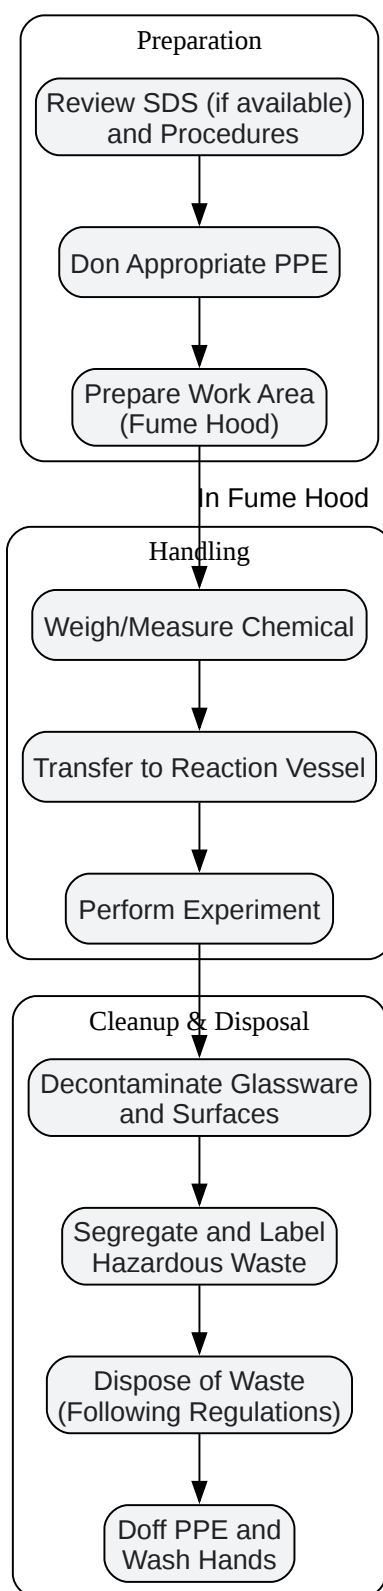 Preparation
Review SDS (if available)
and Procedures
Don Appropriate PPE
Prepare Work Area
(Fume Hood)
In Fume Hood
Handling
Weigh/Measure Chemical
Transfer to Reaction Vessel
Perform Experiment
Cleanup & Disposal
Decontaminate Glassware
and Surfaces
Segregate and Label
Hazardous Waste
Dispose of Waste
(Following Regulations)
Doff PPE and
Wash Hands